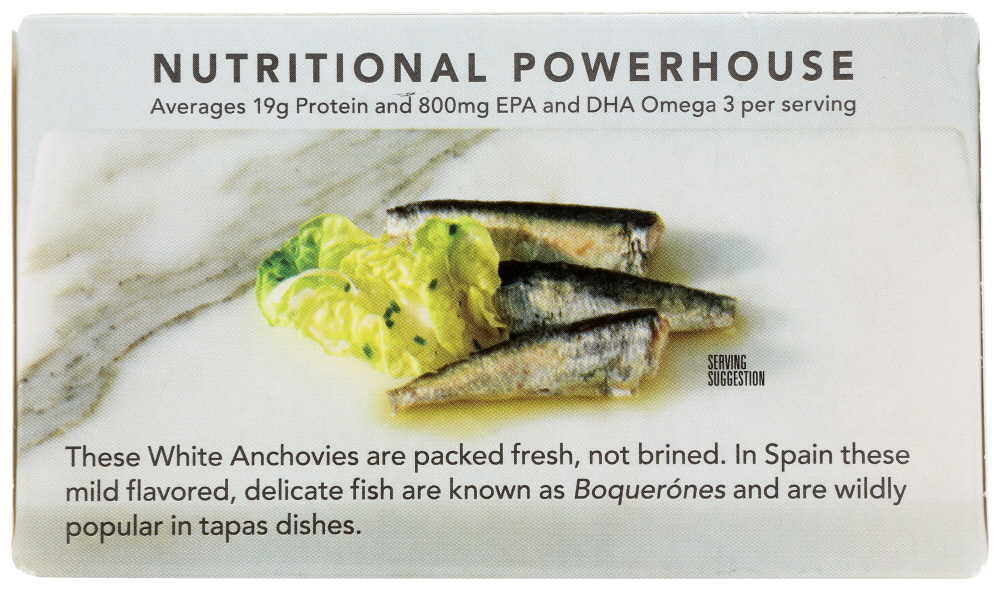 NUTRITIONAL POWERHOUSE
Averages 19g Protein and 800mg EPA and DHA Omega 3 per serving
SERVING
SUGGESTION
These White Anchovies are packed fresh, not brined. In Spain these
mild flavored, delicate fish are known as Boquerónes and are wildly
popular in tapas dishes.